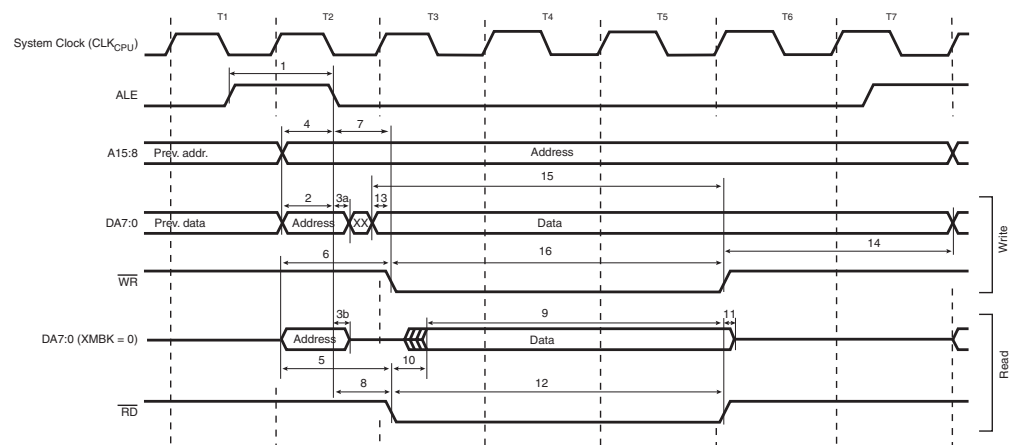 T1 T2 T3 T4 T5 T6 T7
System Clock (CLKCPU)
1
ALE
4 7
A15:8 Prev. addr. Address
15
2 3a 13
DA7:0 Prev. data Address XX Data
14
6 16
WR
Write
3b 9 11
DA7:0 (XMBK = 0) Address Data
5 10
8 12
RD
Read